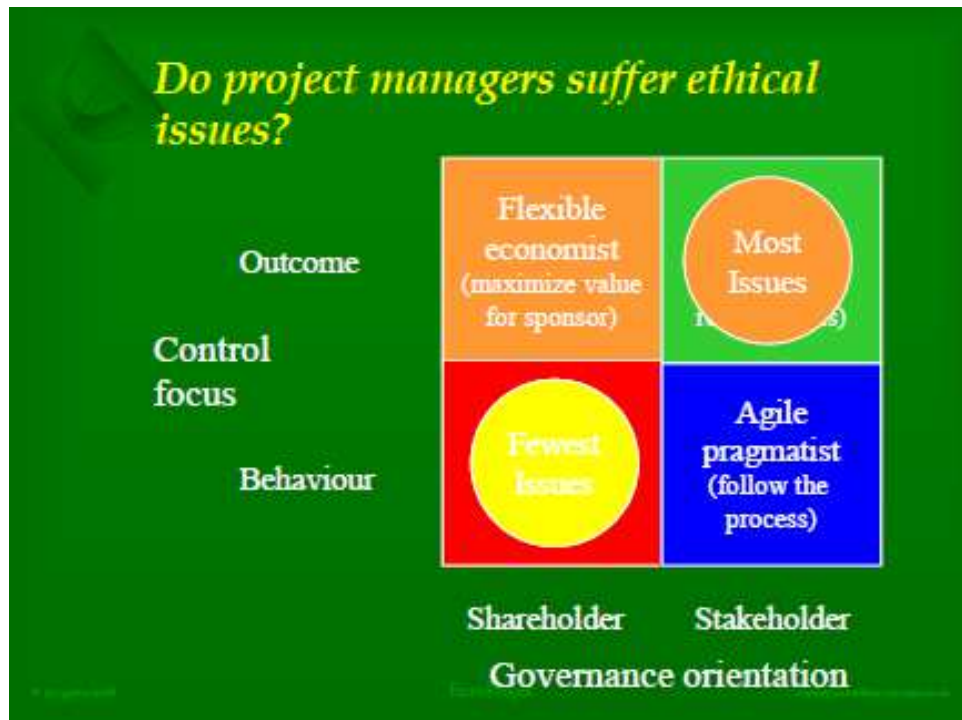 Do project managers suffer ethical
issues?
Flexible
economist
(maximize value
for sponsor)
Most
Issues
Outcome
Control
focus
Fewest
Issues
Agile
pragmatist
(follow the
process)
Behaviour
Shareholder
Stakeholder
Governance orientation